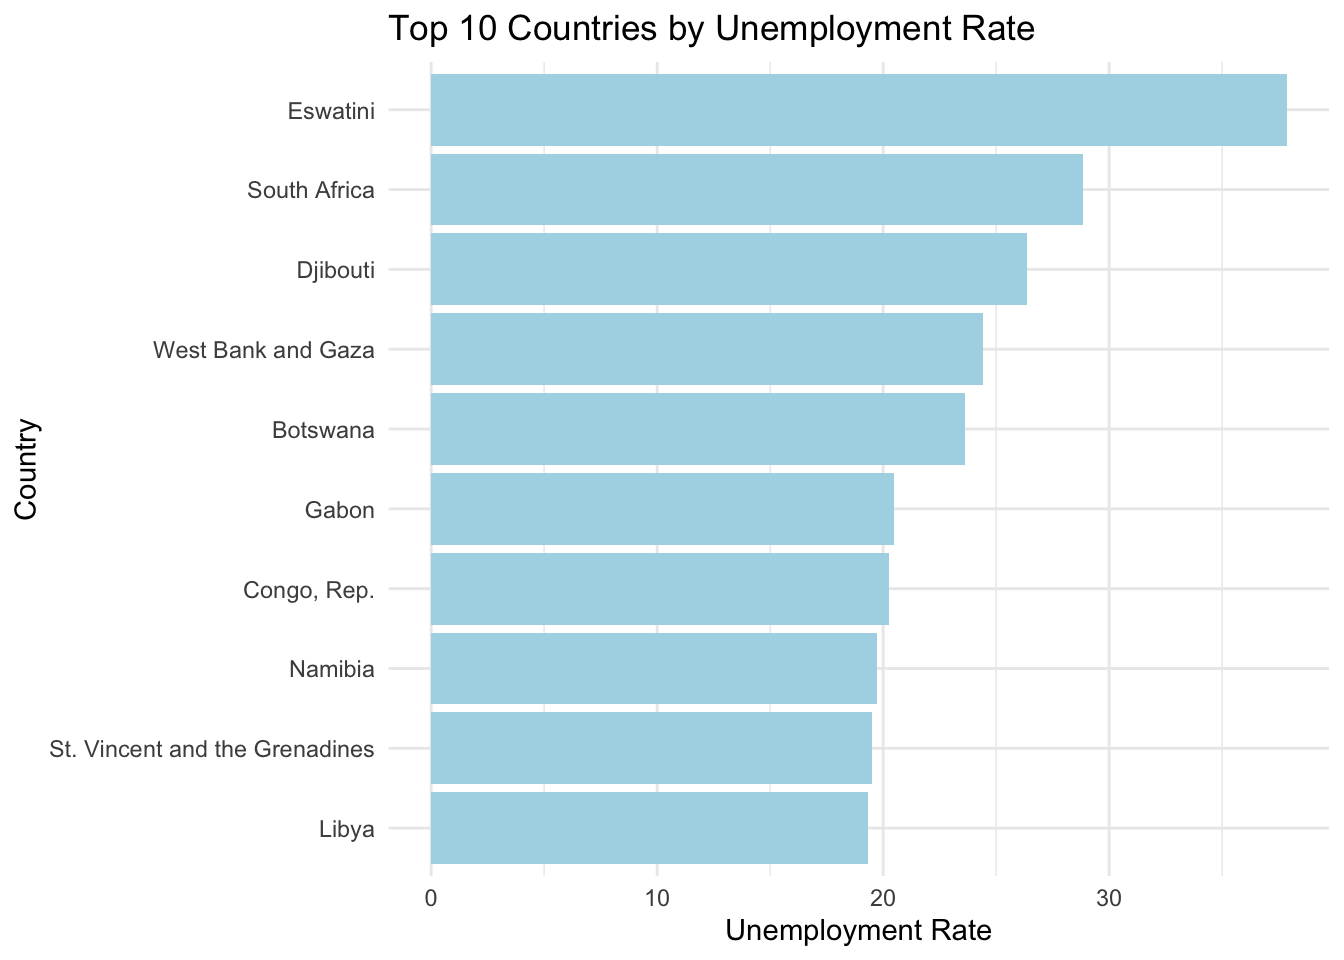 Top 10 Countries by Unemployment Rate
Country
Eswatini
South Africa
Djibouti
West Bank and Gaza
Botswana
Gabon
Congo, Rep.
Namibia
St. Vincent and the Grenadines
Libya
0 10 20 30
Unemployment Rate